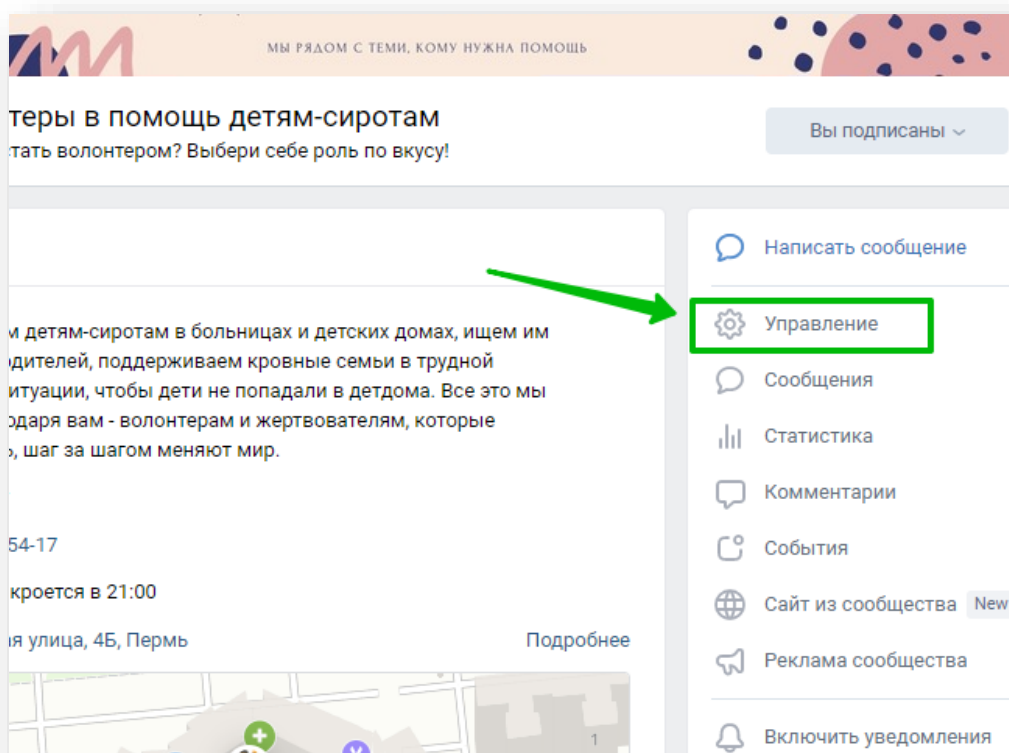 МЫ РЯДОМ С ТЕМИ, КОМУ НУЖНА ПОМОЩЬ
теры в помощь детям-сиротам
тать волонтером? Выбери себе роль по вкусу!
Вы подписаны
Написать сообщение
Управление
Сообщения
Статистика
Комментарии
События
Сайт из сообщества New
Реклама сообщества
Включить уведомления
м детям-сиротам в больницах и детских домах, ищем им
дителей, поддерживаем кровные семьи в трудной
итуации, чтобы дети не попадали в детдома. Все это мы
одаря вам - волонтерам и жертвователям, которые
ь, шаг за шагом меняют мир.
54-17
кроется в 21:00
ая улица, 4Б, Пермь
Подробнее
1